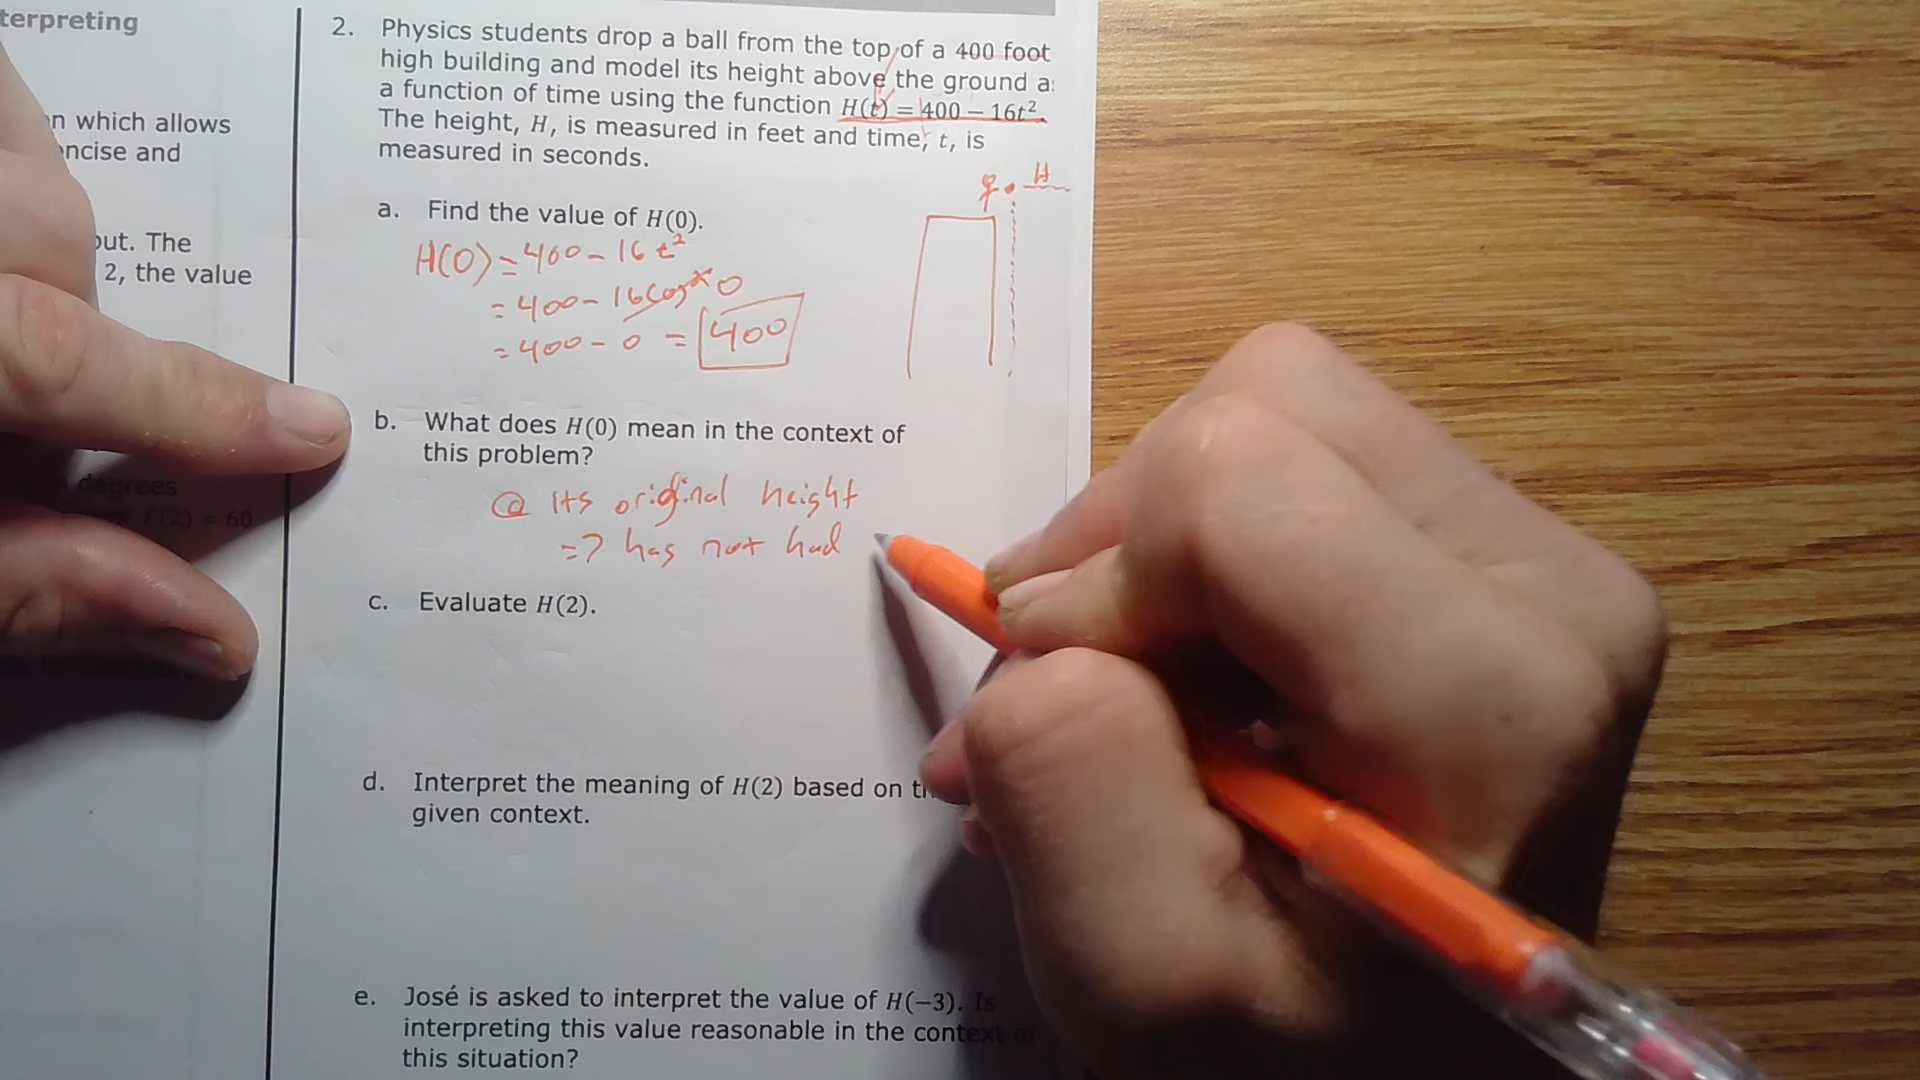 terpreting
n which allows
ncise and
out. The
2, the value
degrees
(2) = 60
2. Physics students drop a ball from the top of a 400 foot
high building and model its height above the ground a
a function of time using the function H(t) = 400 – 16t².
The height, H, is measured in feet and time, t, is
measured in seconds.
H
a. Find the value of H(0).
H(0) = 400 - 16t²
= 400 - 16(0)² 0
= 400 - 0 = 400
b. What does H(0) mean in the context of
this problem?
@ its original height
=> has not had
c. Evaluate H(2).
d. Interpret the meaning of H(2) based on t
given context.
e. José is asked to interpret the value of H(−3). Is
interpreting this value reasonable in the context of
this situation?